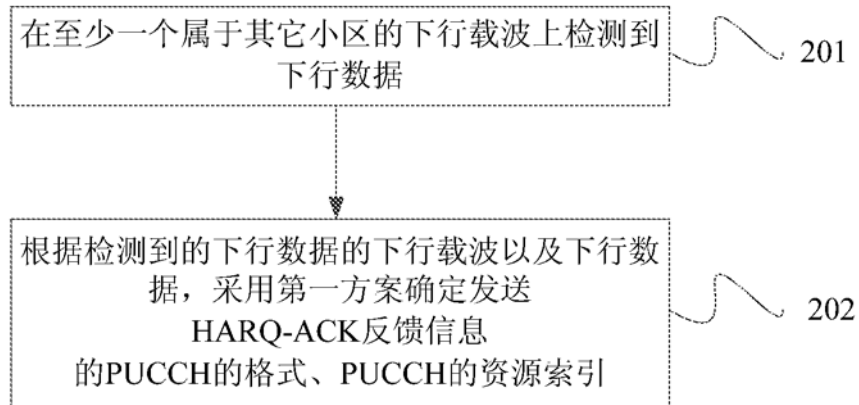 在至少一个属于其它小区的下行载波上检测到
下行数据
201
根据检测到的下行数据的下行载波以及下行数
据，采用第一方案确定发送
HARQ-ACK反馈信息
的PUCCH的格式、PUCCH的资源索引
202